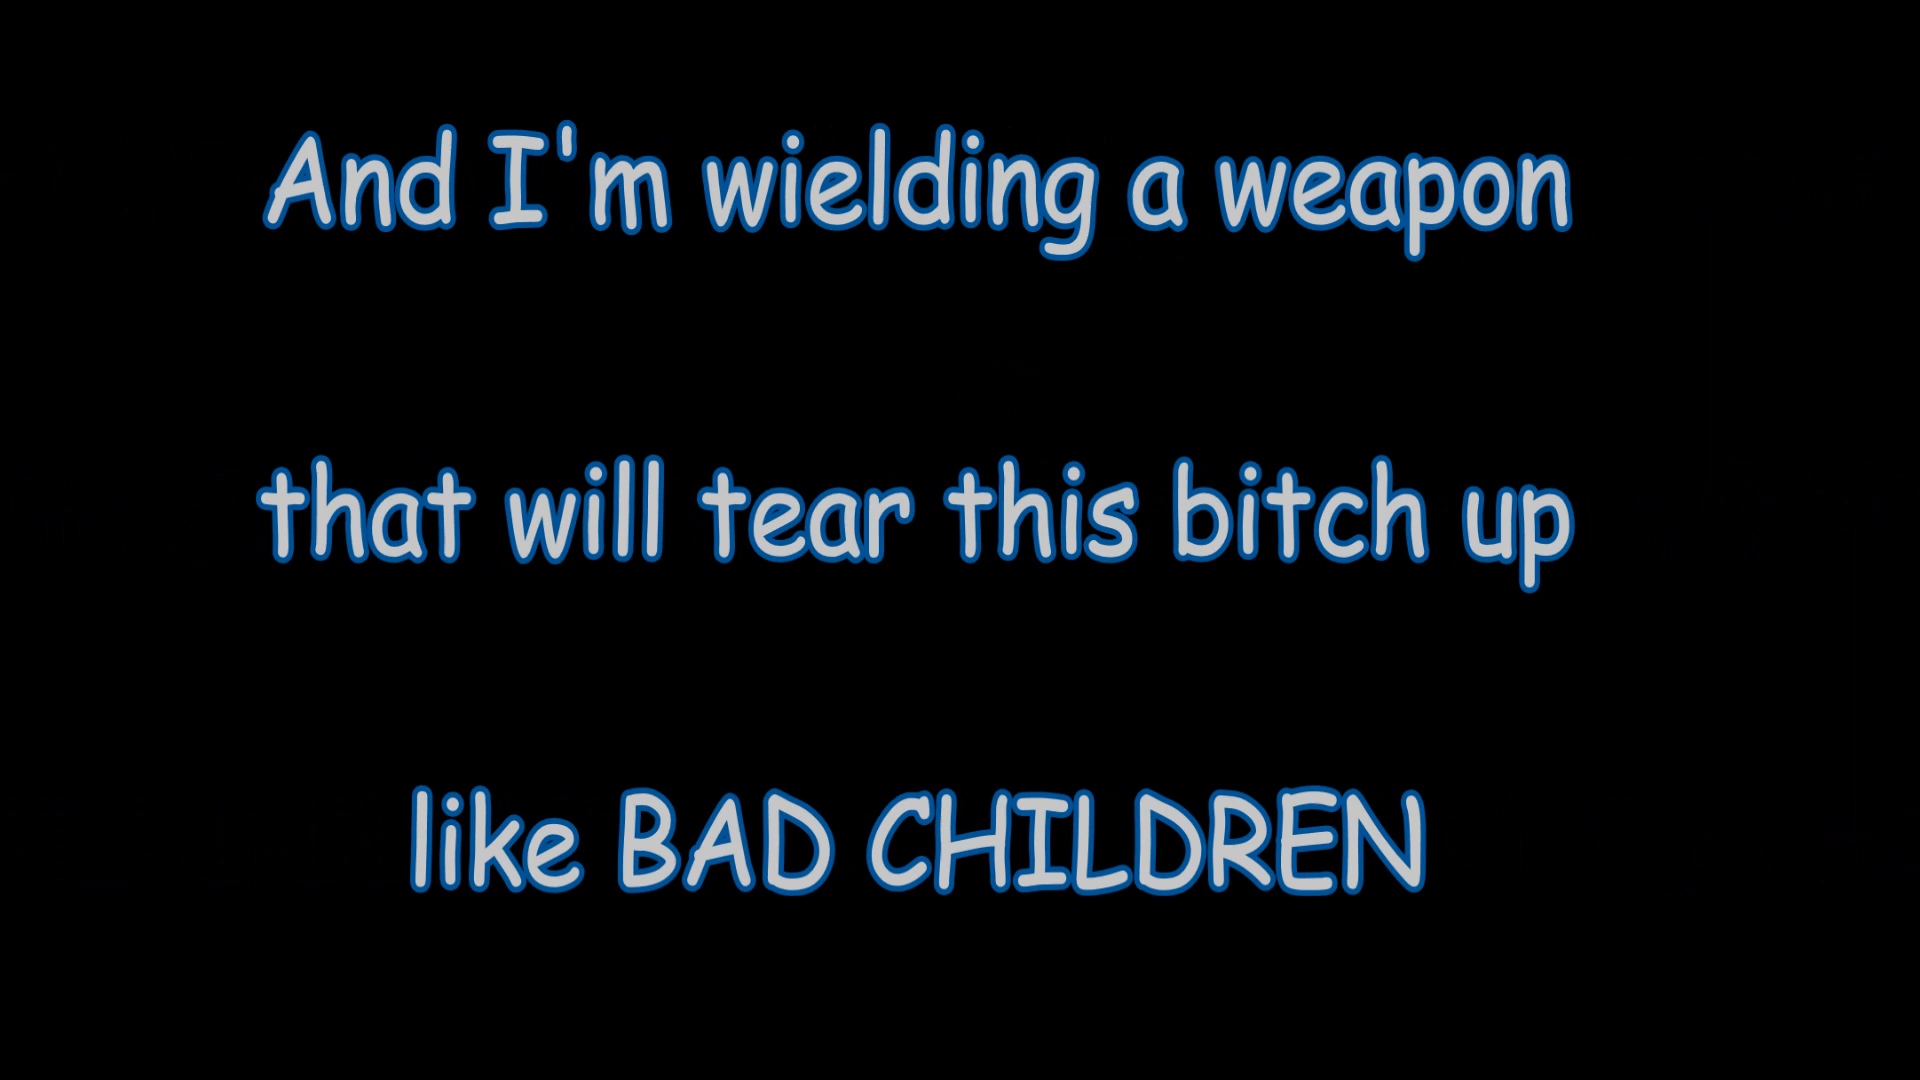 And I'm wielding a weapon
that will tear this bitch up
like BAD CHILDREN